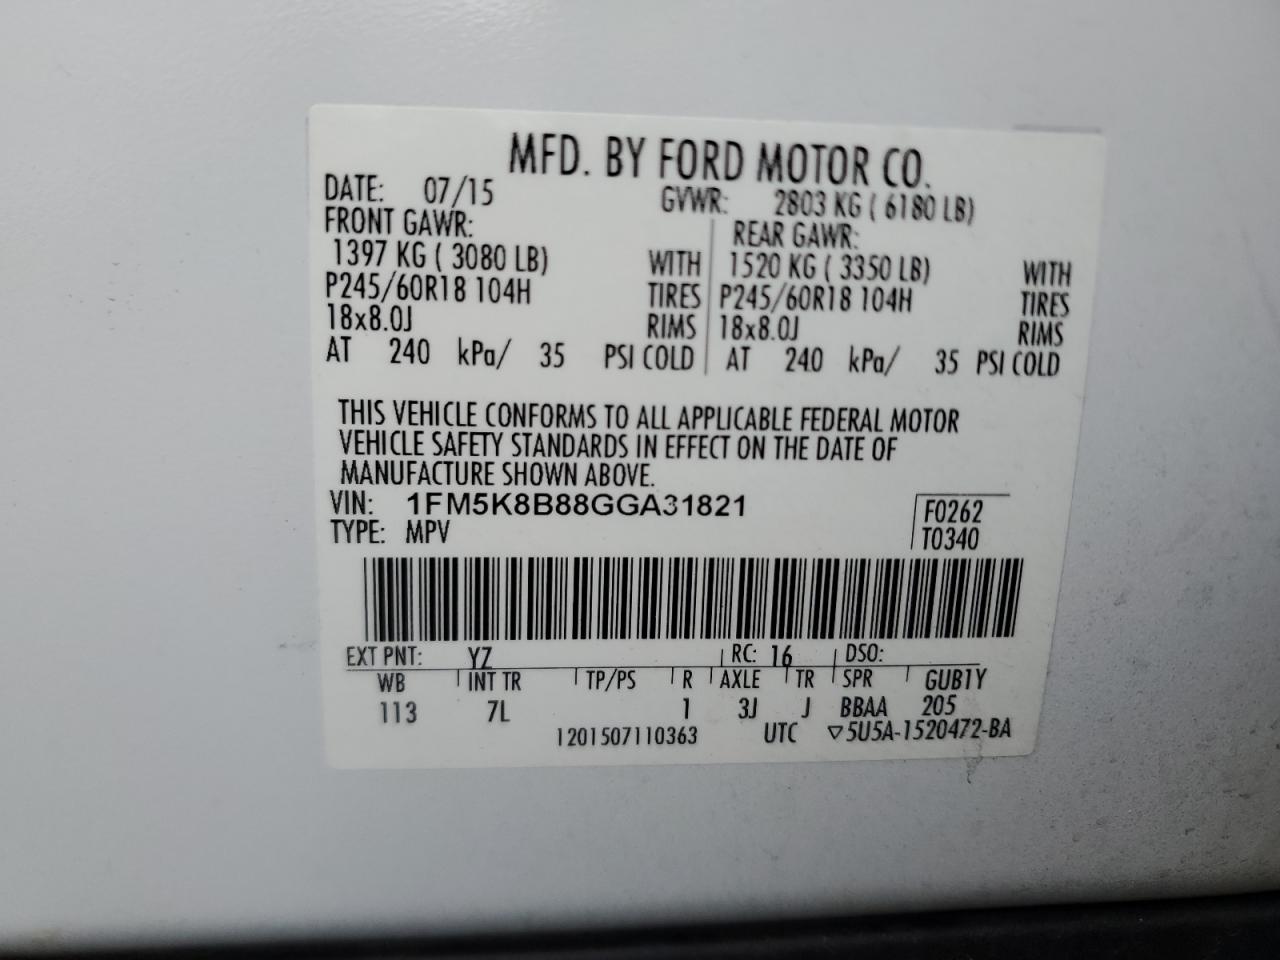 MFD. BY FORD MOTOR CO.
DATE: 07/15 GVWR: 2803 KG ( 6180 LB)
FRONT GAWR: REAR GAWR:
1397 KG ( 3080 LB) WITH 1520 KG ( 3350 LB) WITH
P245/60R18 104H TIRES P245/60R18 104H TIRES
18x8.0J RIMS 18x8.0J RIMS
AT 240 kPa/ 35 PSI COLD AT 240 kPa/ 35 PSI COLD
THIS VEHICLE CONFORMS TO ALL APPLICABLE FEDERAL MOTOR
VEHICLE SAFETY STANDARDS IN EFFECT ON THE DATE OF
MANUFACTURE SHOWN ABOVE.
VIN: 1FM5K8B88GGA31821 F0262
TYPE: MPV T0340
EXT PNT: YZ RC: 16 DSO:
WB INT TR TP/PS R AXLE TR SPR GUB1Y
113 7L 1 3J J BBAA 205
1201507110363 UTC ▽5U5A-1520472-BA